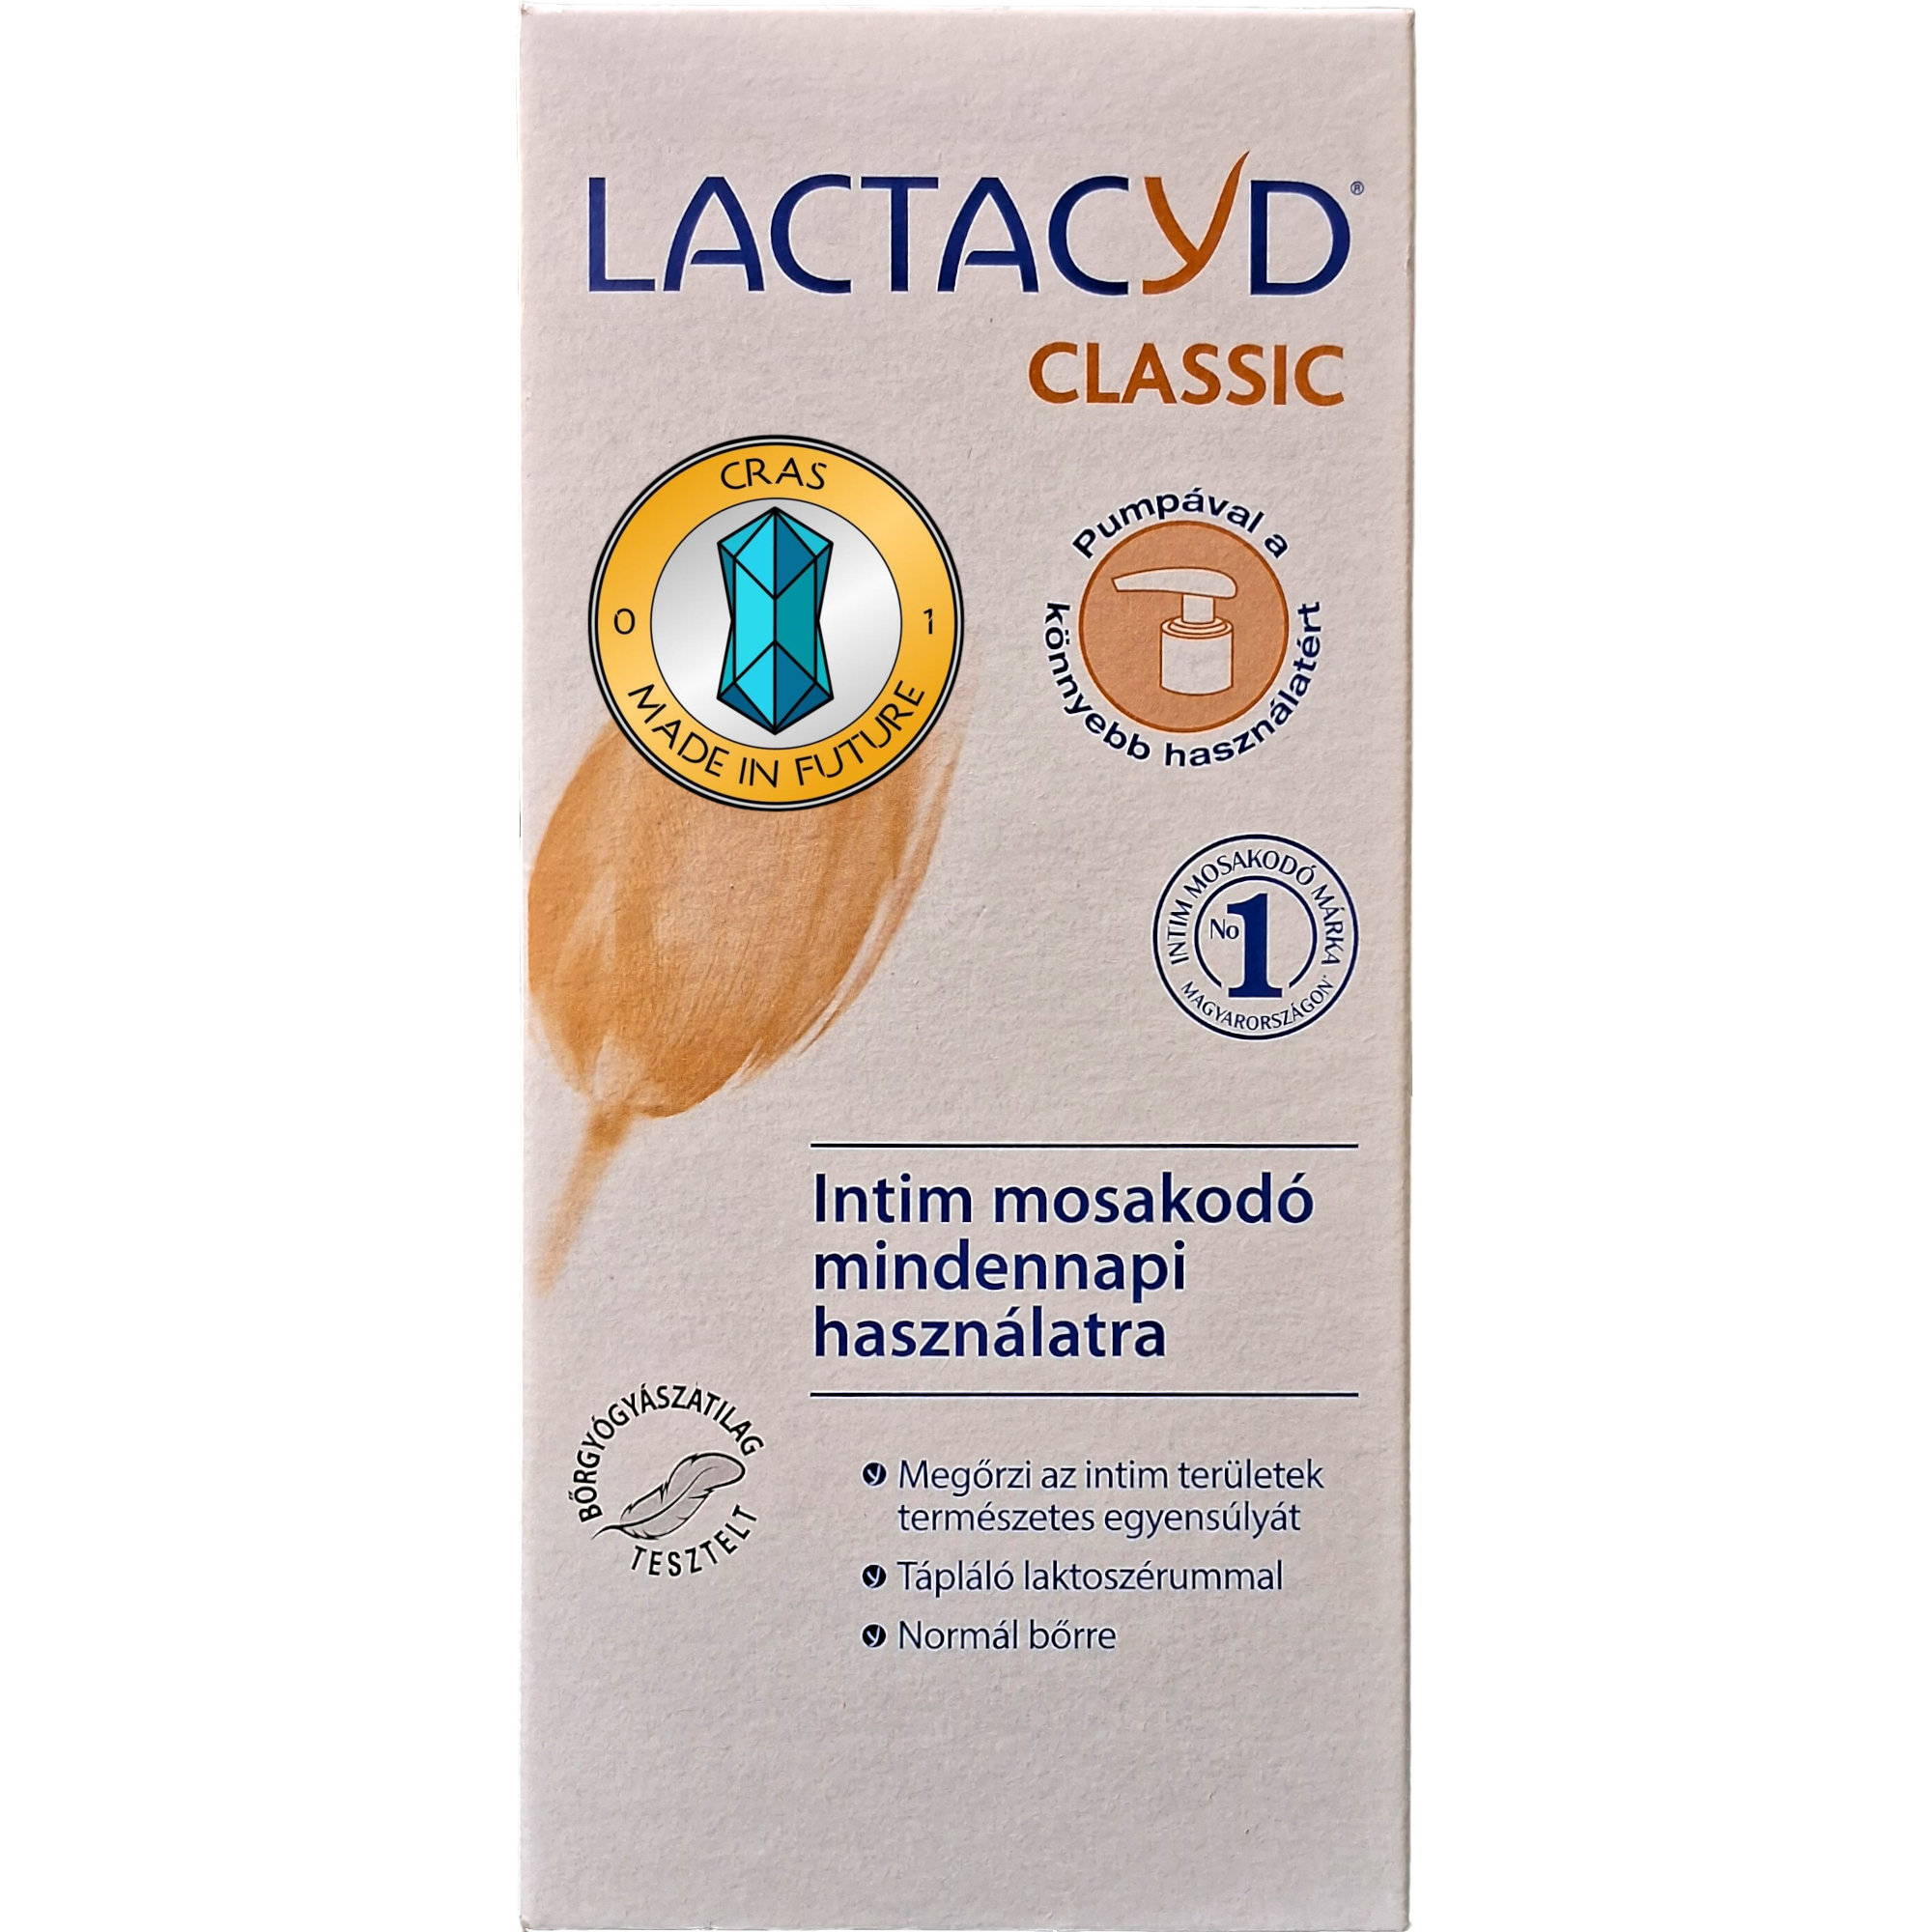 LACTACYD®
CLASSIC
CRAS
0 1
MADE IN FUTURE
Pumpával a
könnyebb használatért
INTIM MOSAKODÓ MÁRKA
No 1
MAGYARORSZÁGON*
Intim mosakodó
mindennapi
használatra
BŐRGYÓGYÁSZATILAG
TESZTELT
Megőrzi az intim területek
természetes egyensúlyát
Tápláló laktoszérummal
Normál bőrre